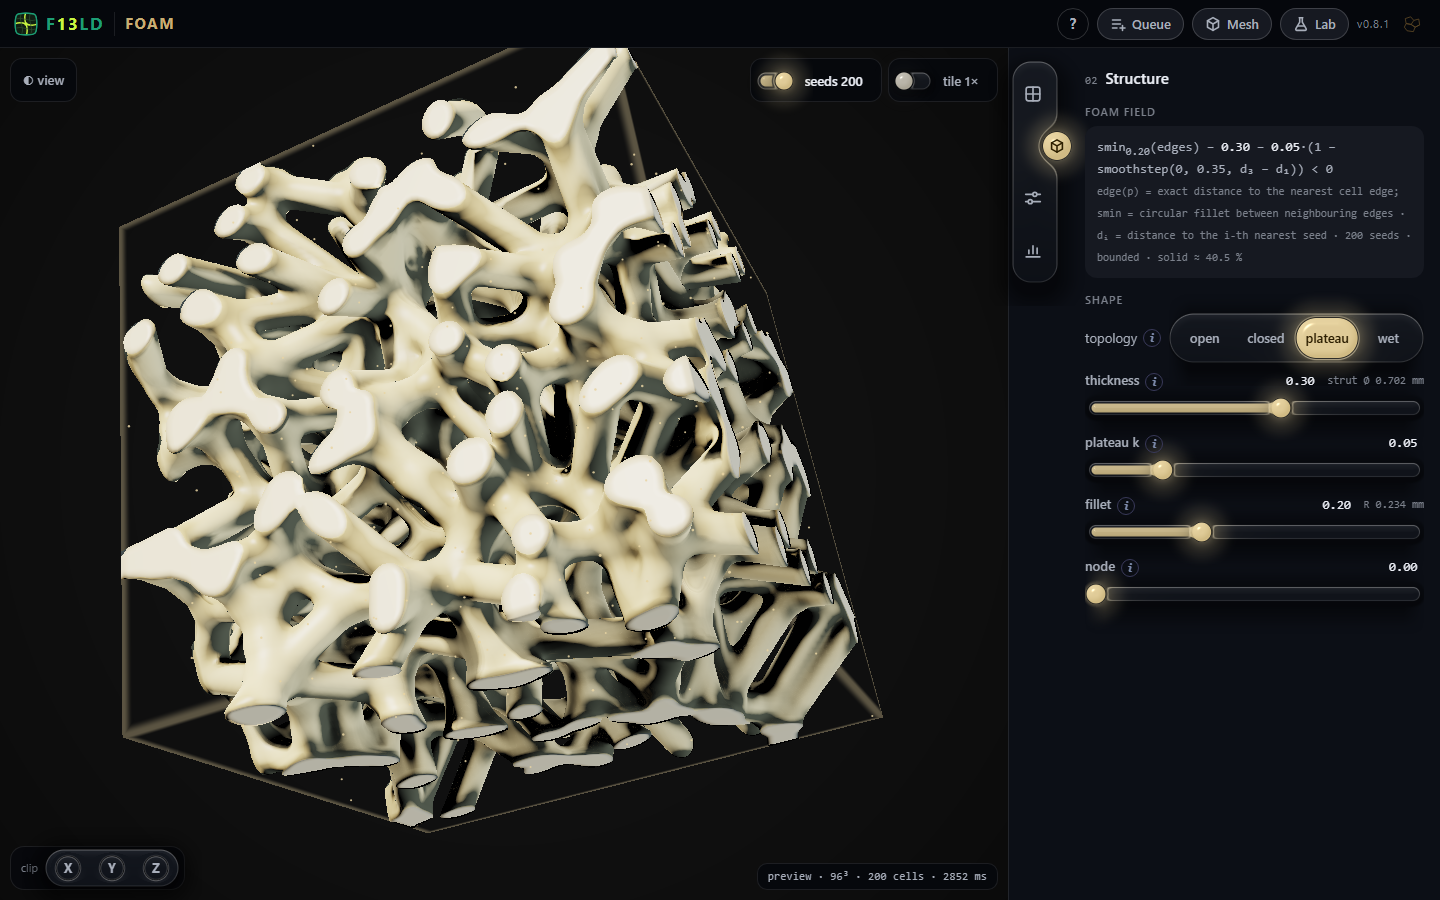 F13LD FOAM
? Queue Mesh Lab v0.8.1
view
seeds 200
tile 1×
02 Structure
FOAM FIELD
smin0.20(edges) − 0.30 − 0.05·(1 −
smoothstep(0, 0.35, d₃ − d₁)) < 0
edge(p) = exact distance to the nearest cell edge;
smin = circular fillet between neighbouring edges ·
dᵢ = distance to the i-th nearest seed · 200 seeds ·
bounded · solid ≈ 40.5 %
SHAPE
topology i open closed plateau wet
thickness i 0.30 strut Ø 0.702 mm
plateau k i 0.05
fillet i 0.20 R 0.234 mm
node i 0.00
clip X Y Z
preview · 96³ · 200 cells · 2852 ms